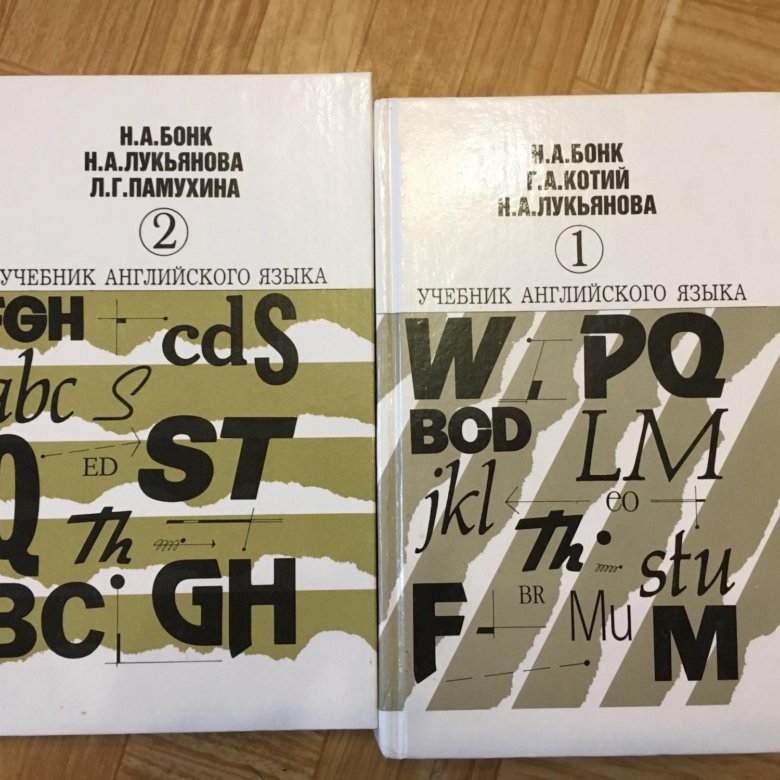 Н.А.БОНК
Н.А.ЛУКЬЯНОВА
Л.Г.ПАМУХИНА
2
УЧЕБНИК АНГЛИЙСКОГО ЯЗЫКА
FGH
cdS
abc
S
Q
ED
ST
Th
BC
GH
Н.А.БОНК
Г.А.КОТИЙ
Н.А.ЛУКЬЯНОВА
1
УЧЕБНИК АНГЛИЙСКОГО ЯЗЫКА
W
PQ
BCD
LM
jkl
eo
Th
stu
BR
F
Mu
M